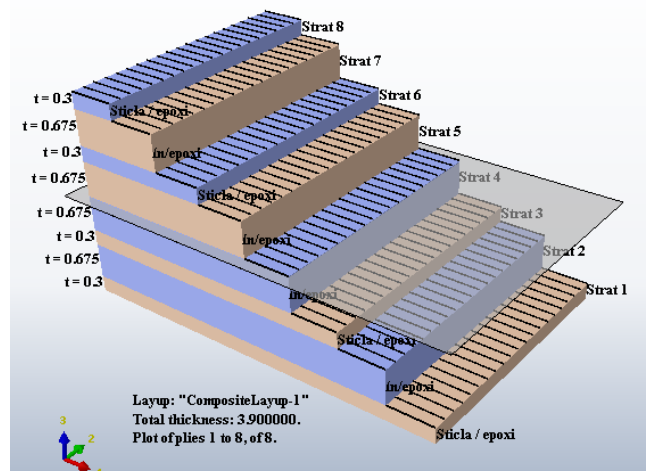 Strat 8
Strat 7
Strat 6
Strat 5
Strat 4
Strat 3
Strat 2
Strat 1
t = 0.3
t = 0.675
t = 0.3
t = 0.675
t = 0.675
t = 0.3
t = 0.675
t = 0.3
Sticla / epoxi
in/epoxi
Sticla / epoxi
in/epoxi
in/epoxi
Sticla / epoxi
in/epoxi
Sticla / epoxi
Layup: "CompositeLayup-1"
Total thickness: 3.900000.
Plot of plies 1 to 8, of 8.
3
2
1